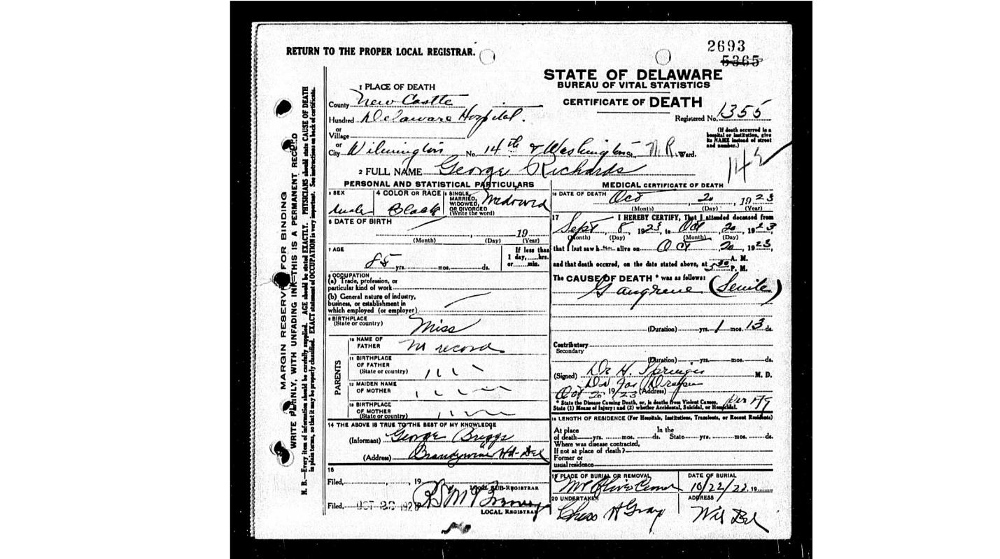 RETURN TO THE PROPER LOCAL REGISTRAR.
2693
5365
STATE OF DELAWARE
BUREAU OF VITAL STATISTICS
CERTIFICATE OF DEATH
Registered No. 1355
(If death occurred in a hospital or institution, give its NAME instead of street and number.)
1 PLACE OF DEATH
County New Castle
Hundred Delaware Hospital.
or
Village
or
City Wilmington No. 14th & Washington St., N.R. Ward.
2 FULL NAME George Richards
PERSONAL AND STATISTICAL PARTICULARS
3 SEX
Male
4 COLOR OR RACE
Black
5 SINGLE, MARRIED, WIDOWED, OR DIVORCED (Write the word)
Widowed
6 DATE OF BIRTH
19
(Month) (Day) (Year)
7 AGE
85 yrs. mos. ds.
If less than 1 day, hrs. or min.
8 OCCUPATION
(a) Trade, profession, or
particular kind of work
(b) General nature of industry,
business, or establishment in
which employed (or employer)
9 BIRTHPLACE
(State or country) Miss
PARENTS
10 NAME OF
FATHER record
11 BIRTHPLACE
OF FATHER
(State or country)
12 MAIDEN NAME
OF MOTHER
13 BIRTHPLACE
OF MOTHER
(State or country)
14 THE ABOVE IS TRUE TO THE BEST OF MY KNOWLEDGE
(Informant) George Briggs
(Address) Brandywine Hd - Del
15
Filed, , 19
LOCAL SUB-REGISTRAR
Filed, OCT 192
LOCAL REGISTRAR
MEDICAL CERTIFICATE OF DEATH
16 DATE OF DEATH Oct 20, 1923
(Month) (Day) (Year)
17 I HEREBY CERTIFY, That I attended deceased from
Sept 8 1923, to Oct 20 1923
(Month) (Day) (Month) (Day)
that I last saw h alive on Oct 20 1923,
and that death occured, on the date stated above, at A. M. P. M.
The CAUSE OF DEATH * was as follows:
Gangrene (Senile)
(Duration) yrs. 1 mos. 13 ds.
Contributory
Secondary
(Duration) yrs. mos. ds.
(Signed) Dr H. M. D.
Oct 20 1923 (Address)
* State the Disease Causing Death, or, in deaths from Violent Causes, State (1) Means of Injury; and (2) whether Accidental, Suicidal, or Homicidal.
18 LENGTH OF RESIDENCE (For Hospitals, Institutions, Transients, or Recent Residents)
At place
of death yrs. mos. ds. In the State yrs. mos. ds.
Where was disease contracted,
If not at place of death?
Former or
usual residence
19 PLACE OF BURIAL OR REMOVAL
Mt Olive Cem
DATE OF BURIAL
10/22/23, 19
20 UNDERTAKER
Chas H Gray
ADDRESS
Wil Del
MARGIN RESERVED FOR BINDING
WRITE PLAINLY, WITH UNFADING INK—THIS IS A PERMANENT RECORD
N. B.—Every item of information should be carefully supplied. AGE should be stated EXACTLY. PHYSICIANS should state CAUSE OF DEATH
in plain terms, so that it may be properly classified. EXACT statement of OCCUPATION is very important. See instructions on back of certificate.